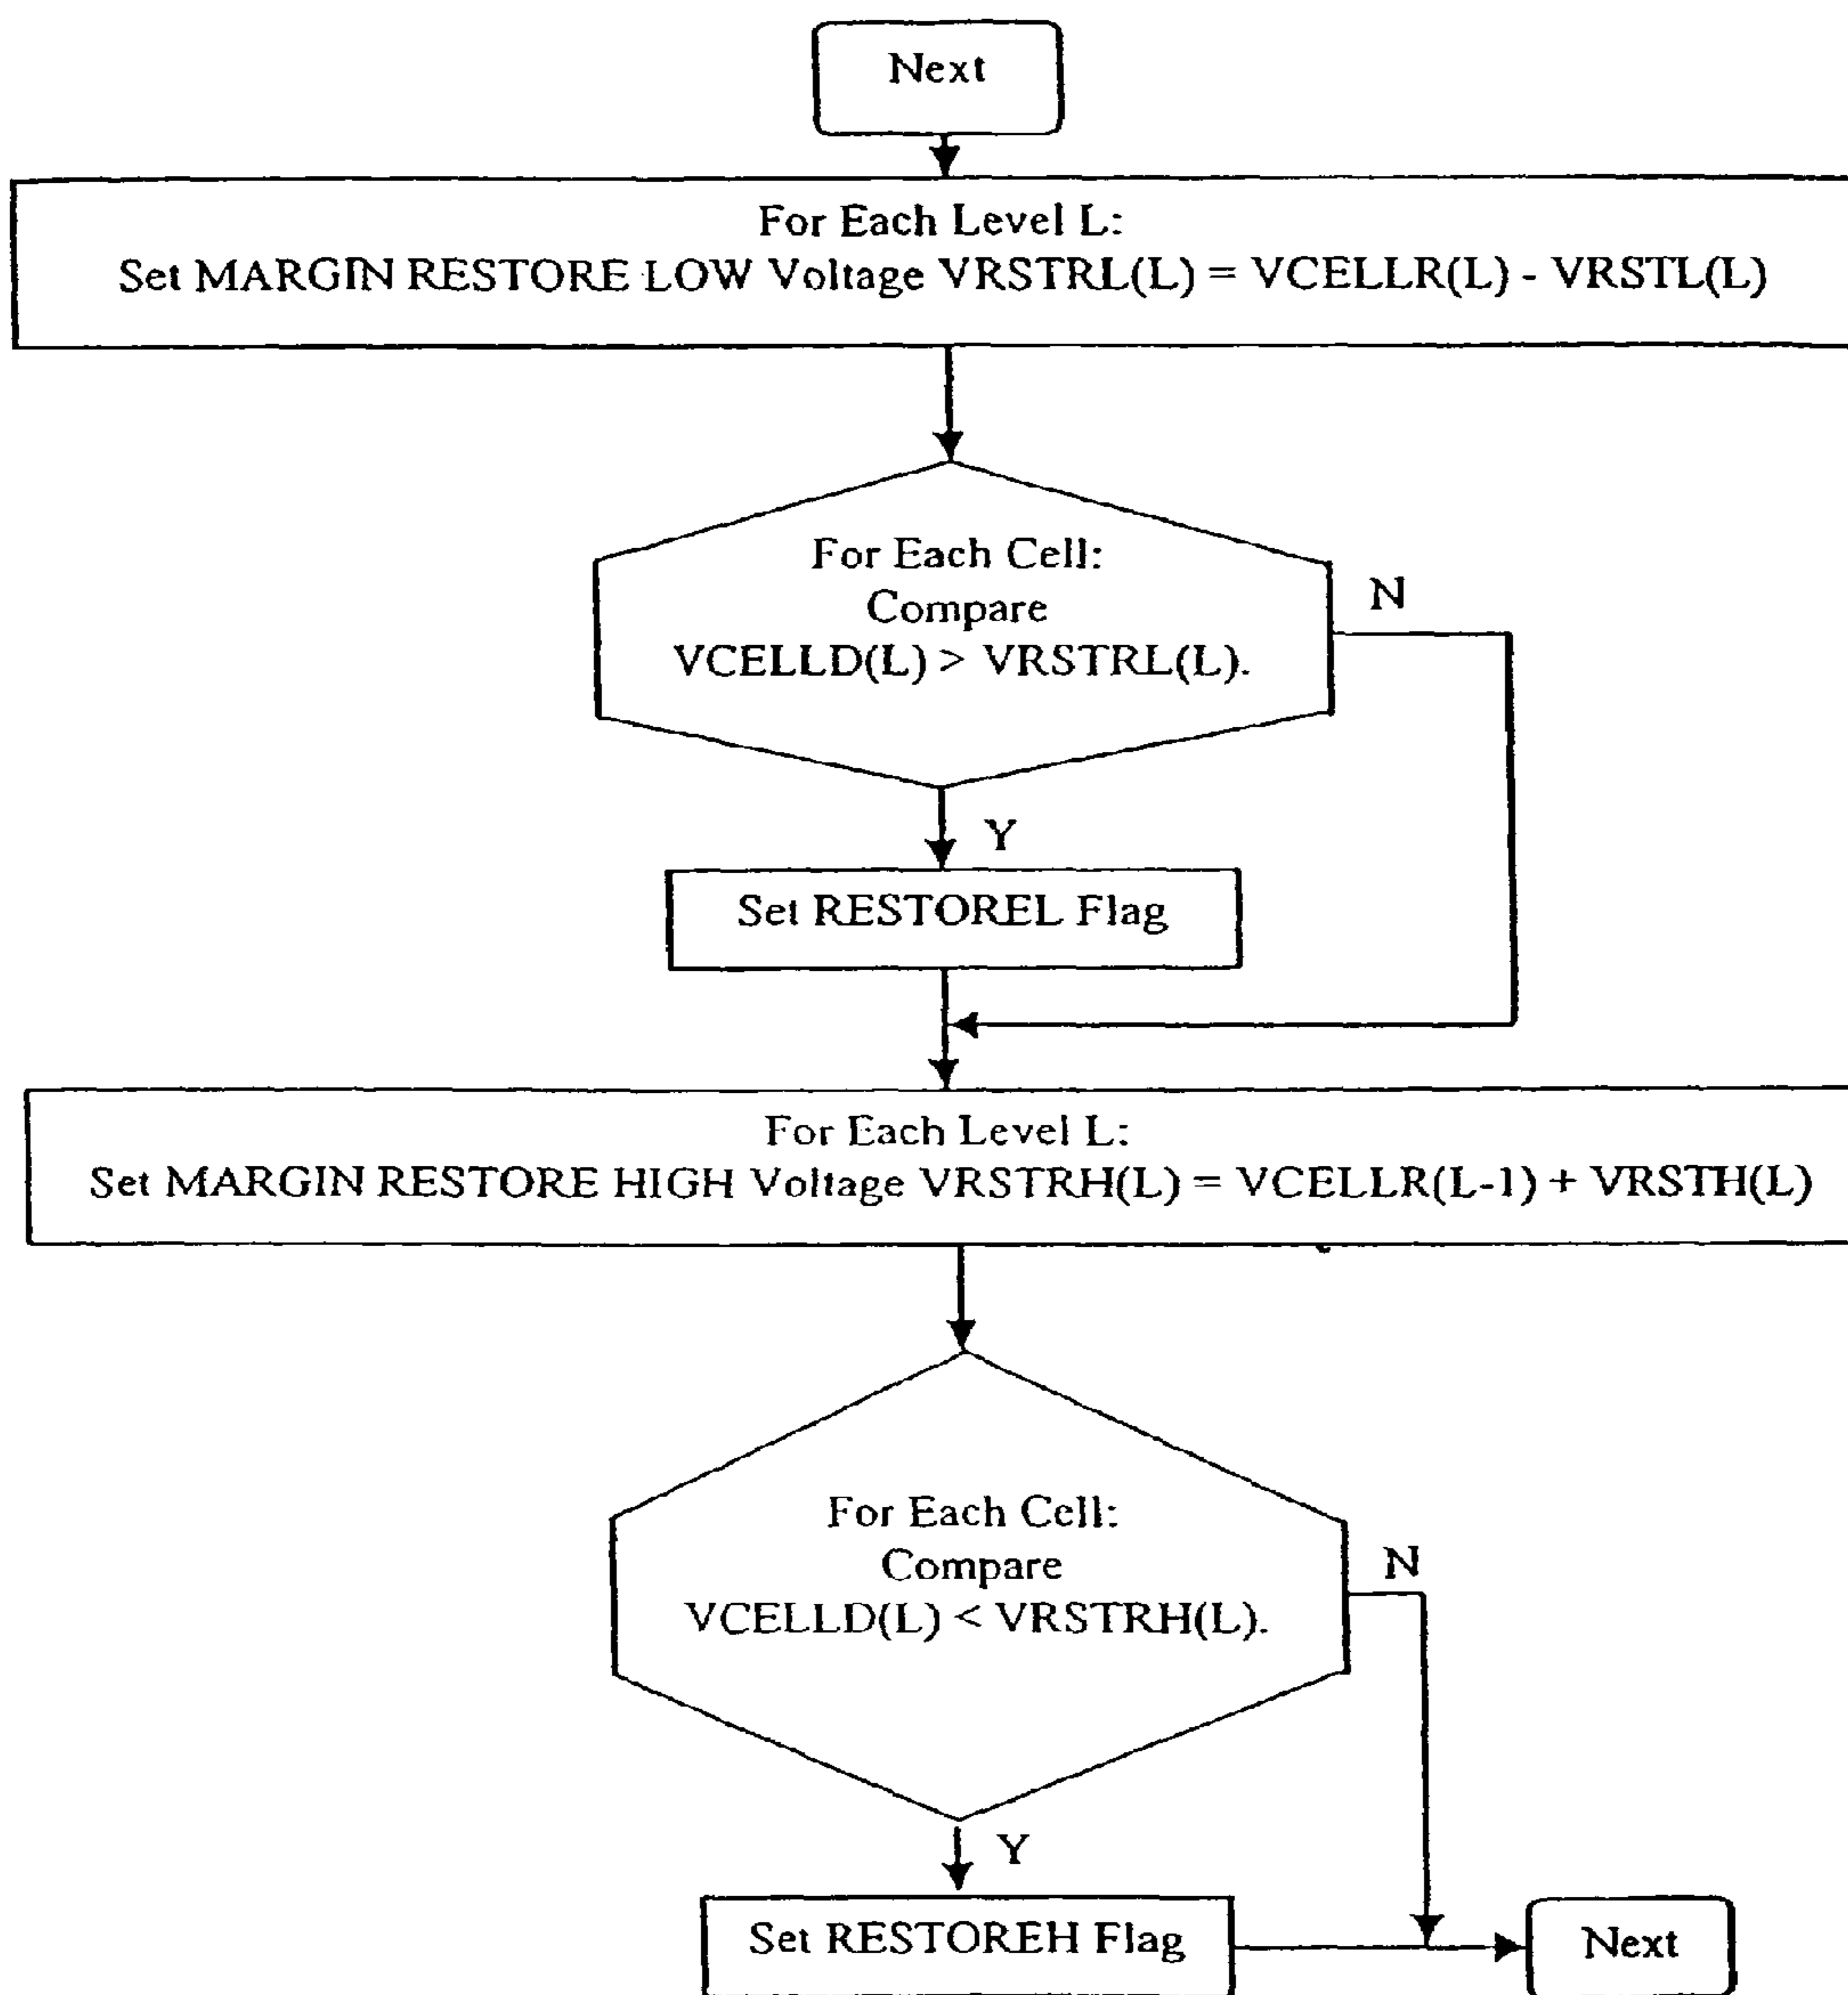 Next
For Each Level L:
Set MARGIN RESTORE LOW Voltage VRSTRL(L) = VCELLR(L) - VRSTL(L)
For Each Cell:
Compare
VCELLD(L) > VRSTRL(L).
N
Y
Set RESTOREL Flag
For Each Level L:
Set MARGIN RESTORE HIGH Voltage VRSTRH(L) = VCELLR(L-1) + VRSTH(L)
For Each Cell:
Compare
VCELLD(L) < VRSTRH(L).
N
Y
Set RESTOREH Flag
Next